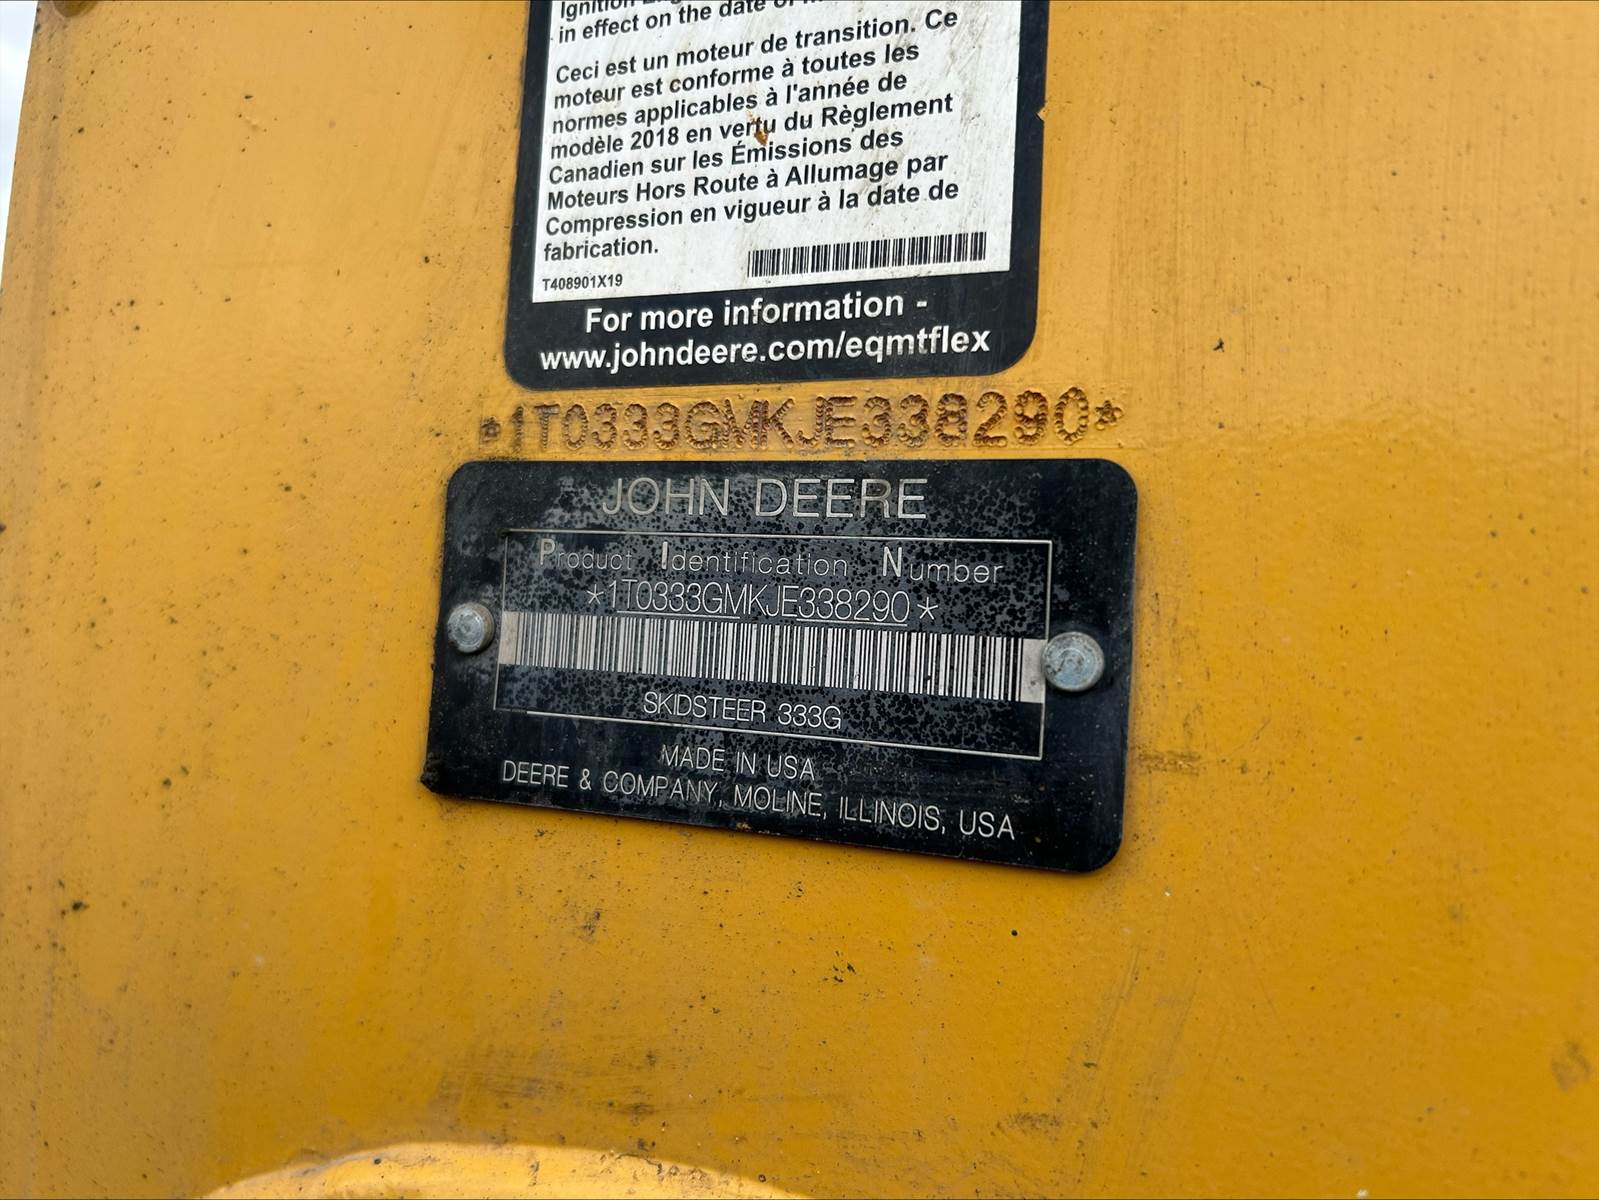 Ignition
in effect on the date of
Ceci est un moteur de transition. Ce
moteur est conforme à toutes les
normes applicables à l'année de
modèle 2018 en vertu du Règlement
Canadien sur les Émissions des
Moteurs Hors Route à Allumage par
Compression en vigueur à la date de
fabrication.
T408901X19
For more information -
www.johndeere.com/eqmtflex
*1T0333GMKJE338290*
JOHN DEERE
Product Identification Number
*1T0333GMKJE338290*
SKIDSTEER 333G
MADE IN USA
DEERE & COMPANY, MOLINE, ILLINOIS, USA